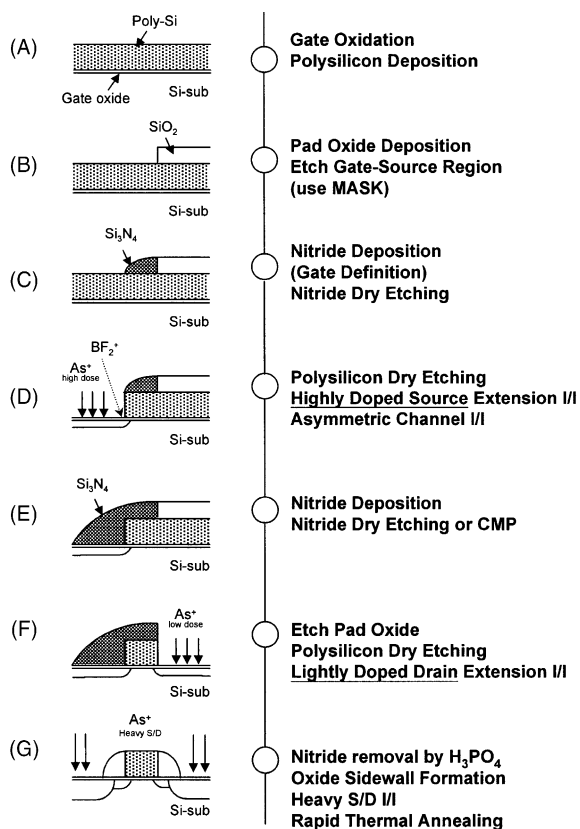 (A)
Poly-Si
Gate oxide
Si-sub
Gate Oxidation
Polysilicon Deposition
(B)
SiO2
Si-sub
Pad Oxide Deposition
Etch Gate-Source Region
(use MASK)
(C)
Si3N4
Si-sub
Nitride Deposition
(Gate Definition)
Nitride Dry Etching
(D)
BF2+
As+
high dose
Si-sub
Polysilicon Dry Etching
Highly Doped Source Extension I/I
Asymmetric Channel I/I
(E)
Si3N4
Si-sub
Nitride Deposition
Nitride Dry Etching or CMP
(F)
As+
low dose
Si-sub
Etch Pad Oxide
Polysilicon Dry Etching
Lightly Doped Drain Extension I/I
(G)
As+
Heavy S/D
Si-sub
Nitride removal by H3PO4
Oxide Sidewall Formation
Heavy S/D I/I
Rapid Thermal Annealing